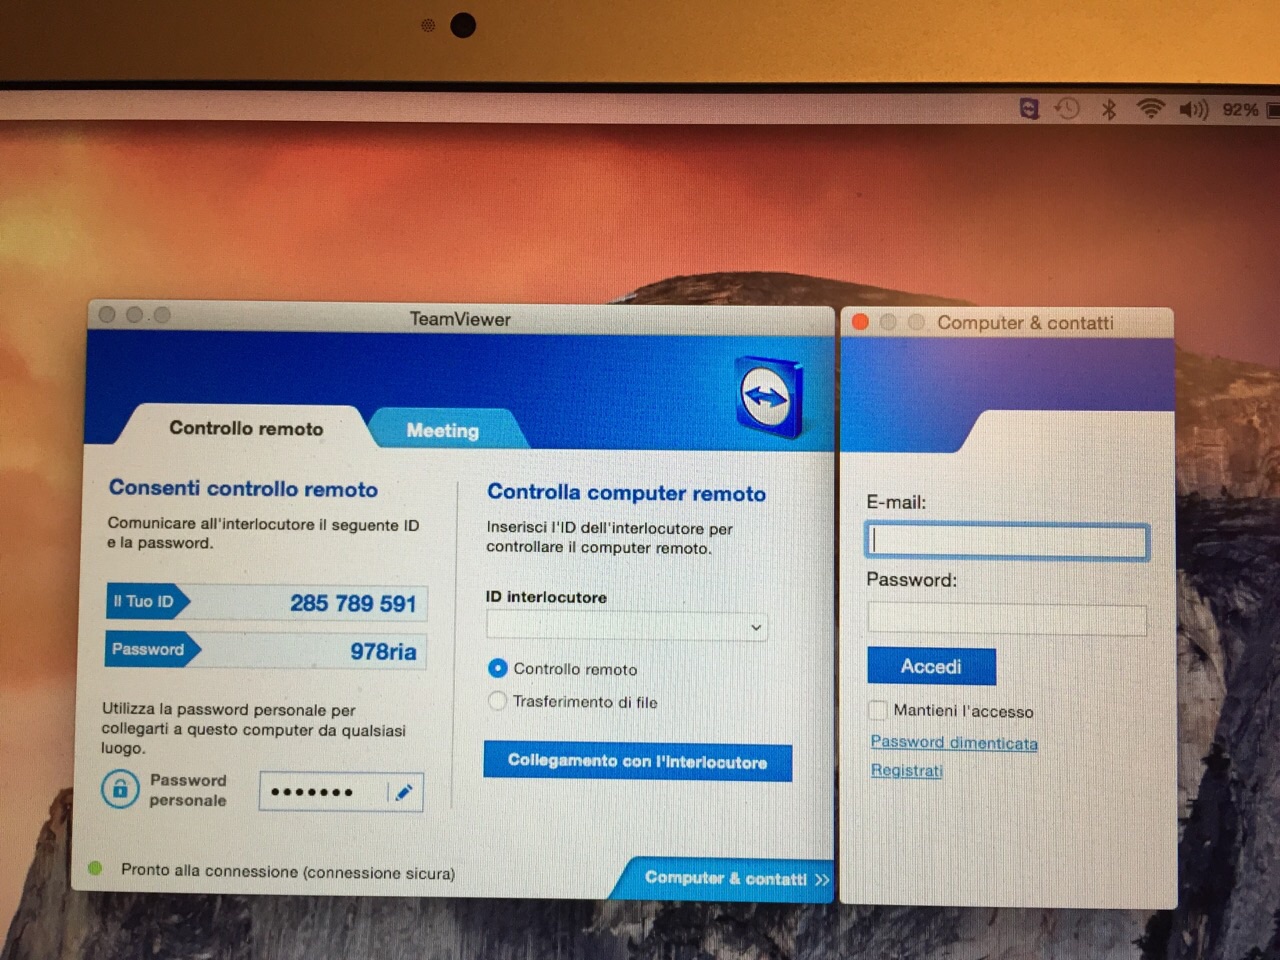 92%
TeamViewer
Controllo remoto
Meeting
Consenti controllo remoto
Comunicare all'interlocutore il seguente ID
e la password.
Il Tuo ID
285 789 591
Password
978ria
Utilizza la password personale per
collegarti a questo computer da qualsiasi
luogo.
Password
personale
Pronto alla connessione (connessione sicura)
Controlla computer remoto
Inserisci l'ID dell'interlocutore per
controllare il computer remoto.
ID interlocutore
Controllo remoto
Trasferimento di file
Collegamento con l'interlocutore
Computer & contatti >>
Computer & contatti
E-mail:
Password:
Accedi
Mantieni l'accesso
Password dimenticata
Registrati